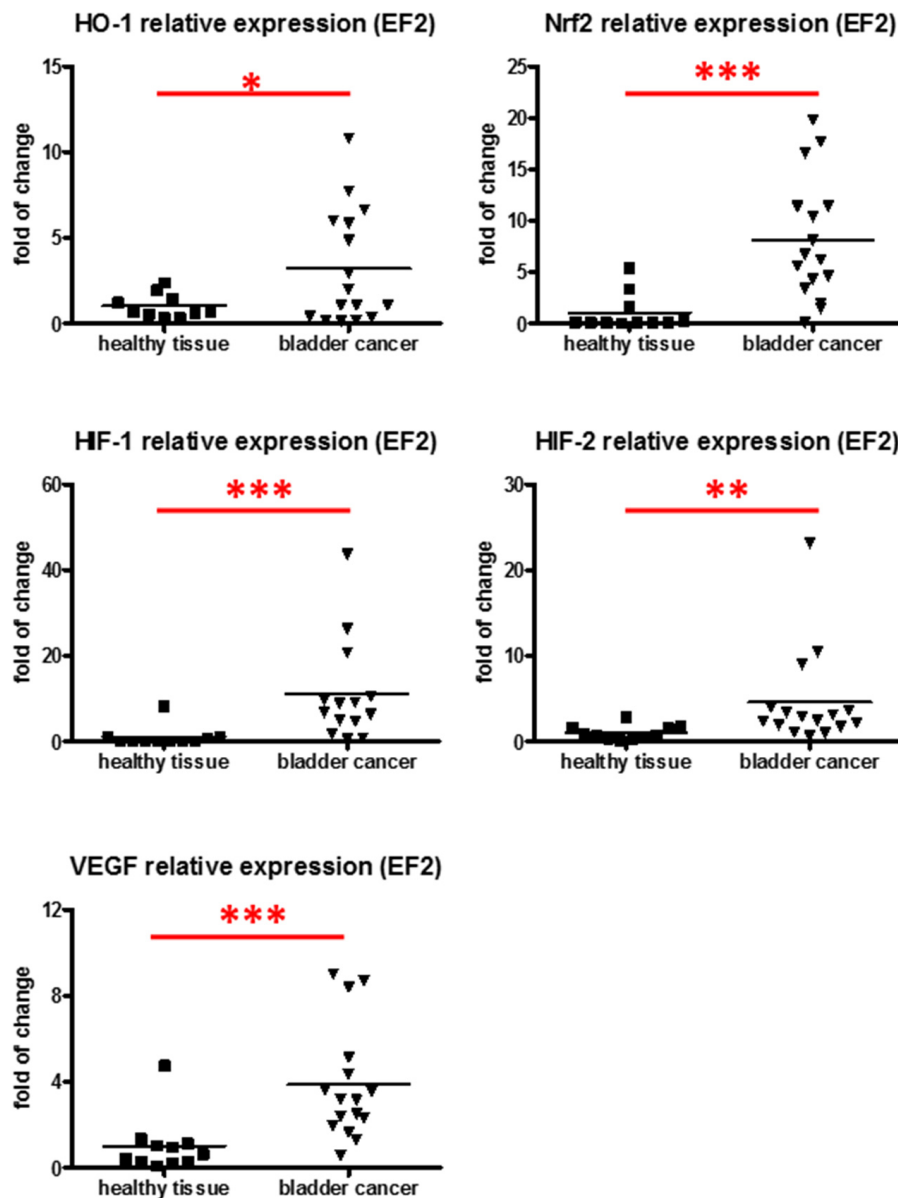 HO-1 relative expression (EF2)
fold of change
15
10
5
0
*
healthy tissue
bladder cancer
Nrf2 relative expression (EF2)
fold of change
25
20
15
10
5
0
***
healthy tissue
bladder cancer
HIF-1 relative expression (EF2)
fold of change
60
40
20
0
***
healthy tissue
bladder cancer
HIF-2 relative expression (EF2)
fold of change
30
20
10
0
**
healthy tissue
bladder cancer
VEGF relative expression (EF2)
fold of change
12
8
4
0
***
healthy tissue
bladder cancer